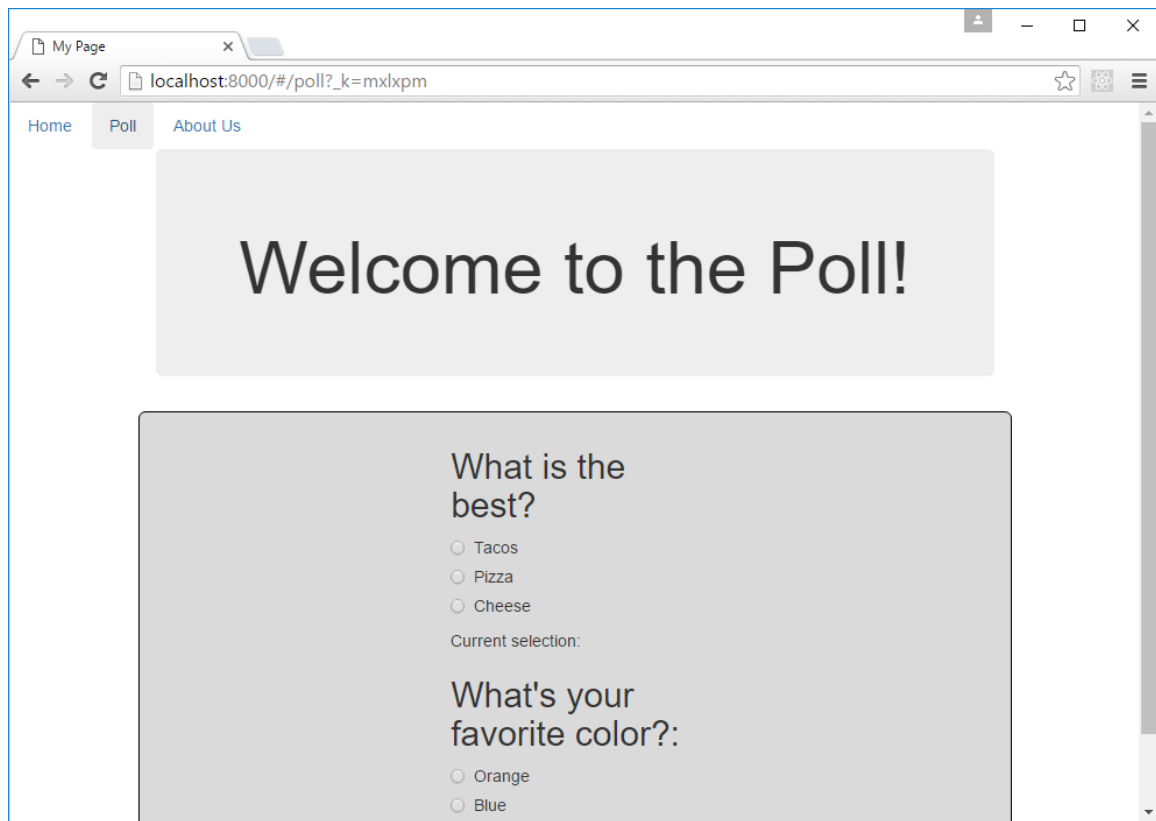 My Page
localhost:8000/#/poll?_k=mxlxpm
Home Poll About Us
Welcome to the Poll!
What is the
best?
Tacos
Pizza
Cheese
Current selection:
What's your
favorite color?:
Orange
Blue